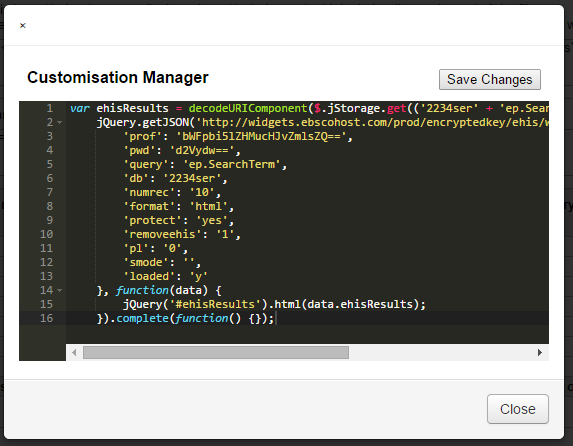 ×
Customisation Manager
Save Changes
1 var ehisResults = decodeURIComponent($.jStorage.get(('2234ser' + 'ep.Sear
2 jQuery.getJSON('http://widgets.ebscohost.com/prod/encryptedkey/ehis/w
3 'prof': 'bWFpbi5lZHMucHJvZmlsZQ==',
4 'pwd': 'd2Vydw==',
5 'query': 'ep.SearchTerm',
6 'db': '2234ser',
7 'numrec': '10',
8 'format': 'html',
9 'protect': 'yes',
10 'removeehis': '1',
11 'pl': '0',
12 'smode': '',
13 'loaded': 'y'
14 }, function(data) {
15 jQuery('#ehisResults').html(data.ehisResults);
16 }).complete(function() {});
Close